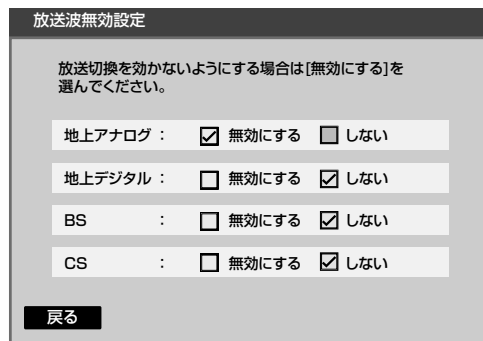 放送波無効設定
放送切換を効かないようにする場合は[無効にする]を
選んでください。
地上アナログ : 無効にする しない
地上デジタル : 無効にする しない
BS : 無効にする しない
CS : 無効にする しない
戻る